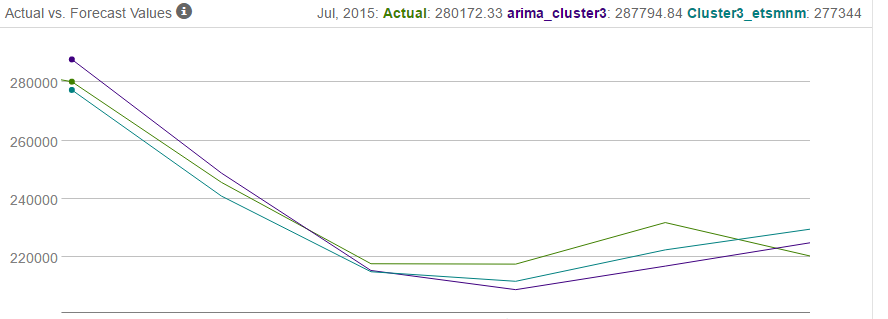 Actual vs. Forecast Values
Jul, 2015: Actual: 280172.33 arima_cluster3: 287794.84 Cluster3_etsmnm: 277344
280000
260000
240000
220000